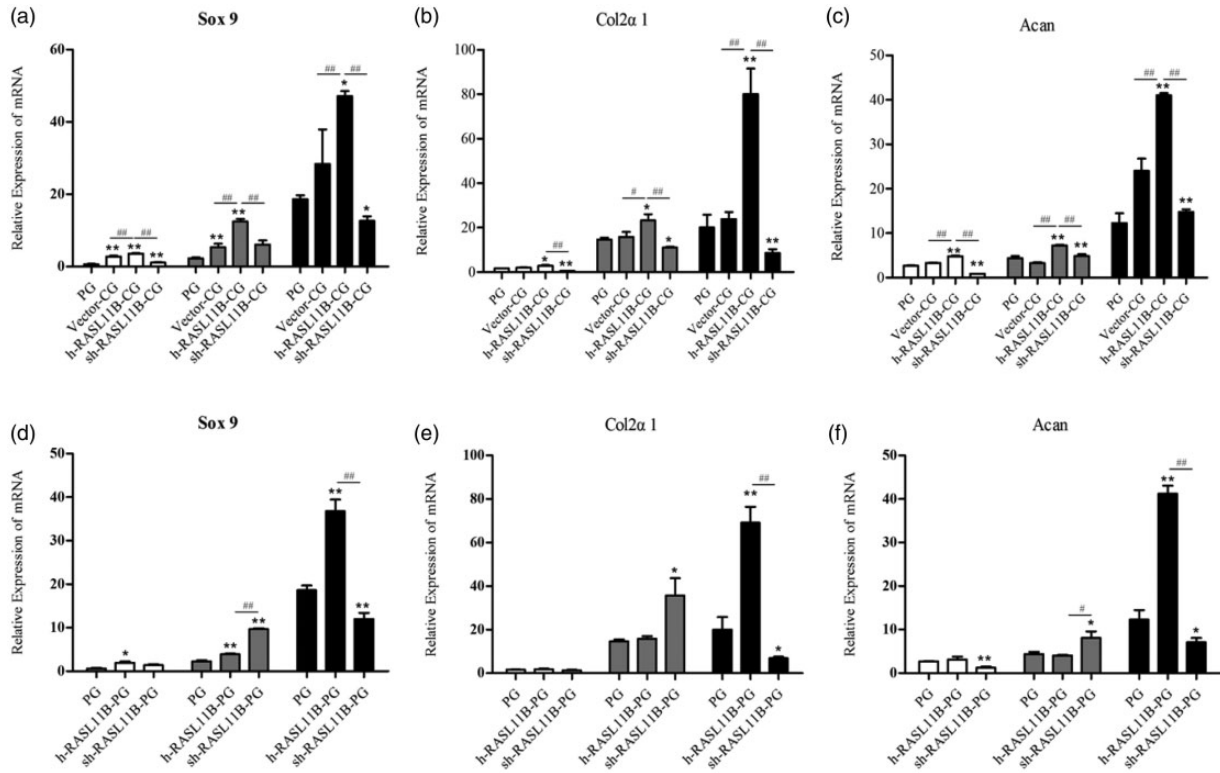 (a)
Sox 9
Relative Expression of mRNA
60
40
20
0
## ## ## ## ## ##
** ** ** ** ** * *
PG
Vector-CG
h-RASL11B-CG
sh-RASL11B-CG
PG
Vector-CG
h-RASL11B-CG
sh-RASL11B-CG
PG
Vector-CG
h-RASL11B-CG
sh-RASL11B-CG
(b)
Col2α 1
Relative Expression of mRNA
100
80
60
40
20
0
## # ## ## ##
* ** * * ** **
PG
Vector-CG
h-RASL11B-CG
sh-RASL11B-CG
PG
Vector-CG
h-RASL11B-CG
sh-RASL11B-CG
PG
Vector-CG
h-RASL11B-CG
sh-RASL11B-CG
(c)
Acan
Relative Expression of mRNA
50
40
30
20
10
0
## ## ## ## ## ##
** ** ** ** ** **
PG
Vector-CG
h-RASL11B-CG
sh-RASL11B-CG
PG
Vector-CG
h-RASL11B-CG
sh-RASL11B-CG
PG
Vector-CG
h-RASL11B-CG
sh-RASL11B-CG
(d)
Sox 9
Relative Expression of mRNA
50
40
30
20
10
0
## ##
* ** ** ** **
PG
h-RASL11B-PG
sh-RASL11B-PG
PG
h-RASL11B-PG
sh-RASL11B-PG
PG
h-RASL11B-PG
sh-RASL11B-PG
(e)
Col2α 1
Relative Expression of mRNA
100
80
60
40
20
0
##
* ** *
PG
h-RASL11B-PG
sh-RASL11B-PG
PG
h-RASL11B-PG
sh-RASL11B-PG
PG
h-RASL11B-PG
sh-RASL11B-PG
(f)
Acan
Relative Expression of mRNA
50
40
30
20
10
0
# ##
** * ** *
PG
h-RASL11B-PG
sh-RASL11B-PG
PG
h-RASL11B-PG
sh-RASL11B-PG
PG
h-RASL11B-PG
sh-RASL11B-PG